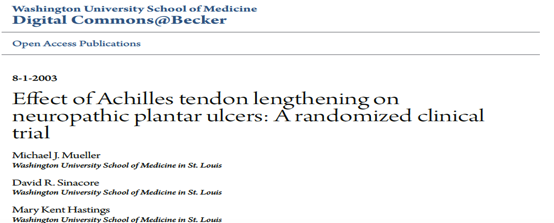 Washington University School of Medicine
Digital Commons@Becker
Open Access Publications
8-1-2003
Effect of Achilles tendon lengthening on
neuropathic plantar ulcers: A randomized clinical
trial
Michael J. Mueller
Washington University School of Medicine in St. Louis
David R. Sinacore
Washington University School of Medicine in St. Louis
Mary Kent Hastings
Washington University School of Medicine in St. Louis